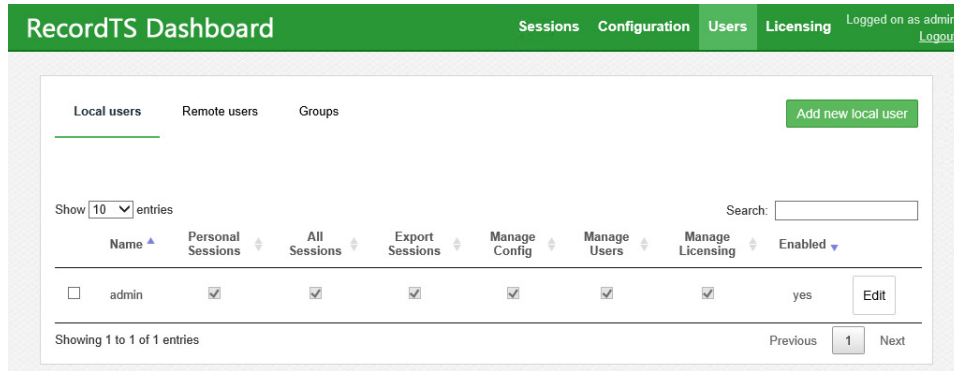 RecordTS Dashboard
Sessions Configuration Users Licensing
Logged on as admin
Logout
Local users Remote users Groups
Add new local user
Show 10 entries
Search:
Name Personal Sessions All Sessions Export Sessions Manage Config Manage Users Manage Licensing Enabled
admin yes Edit
Showing 1 to 1 of 1 entries
Previous 1 Next